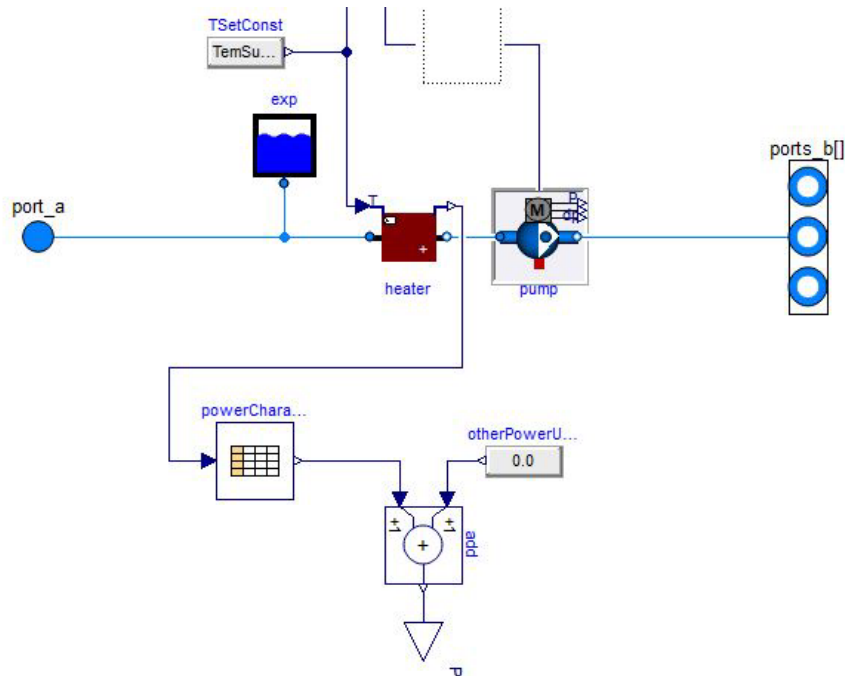 TSetConst
TemSu...
exp
ports_b[]
port_a
T
M
P
heater
pump
powerChara...
otherPowerU...
0.0
+1
+1
+
add
P